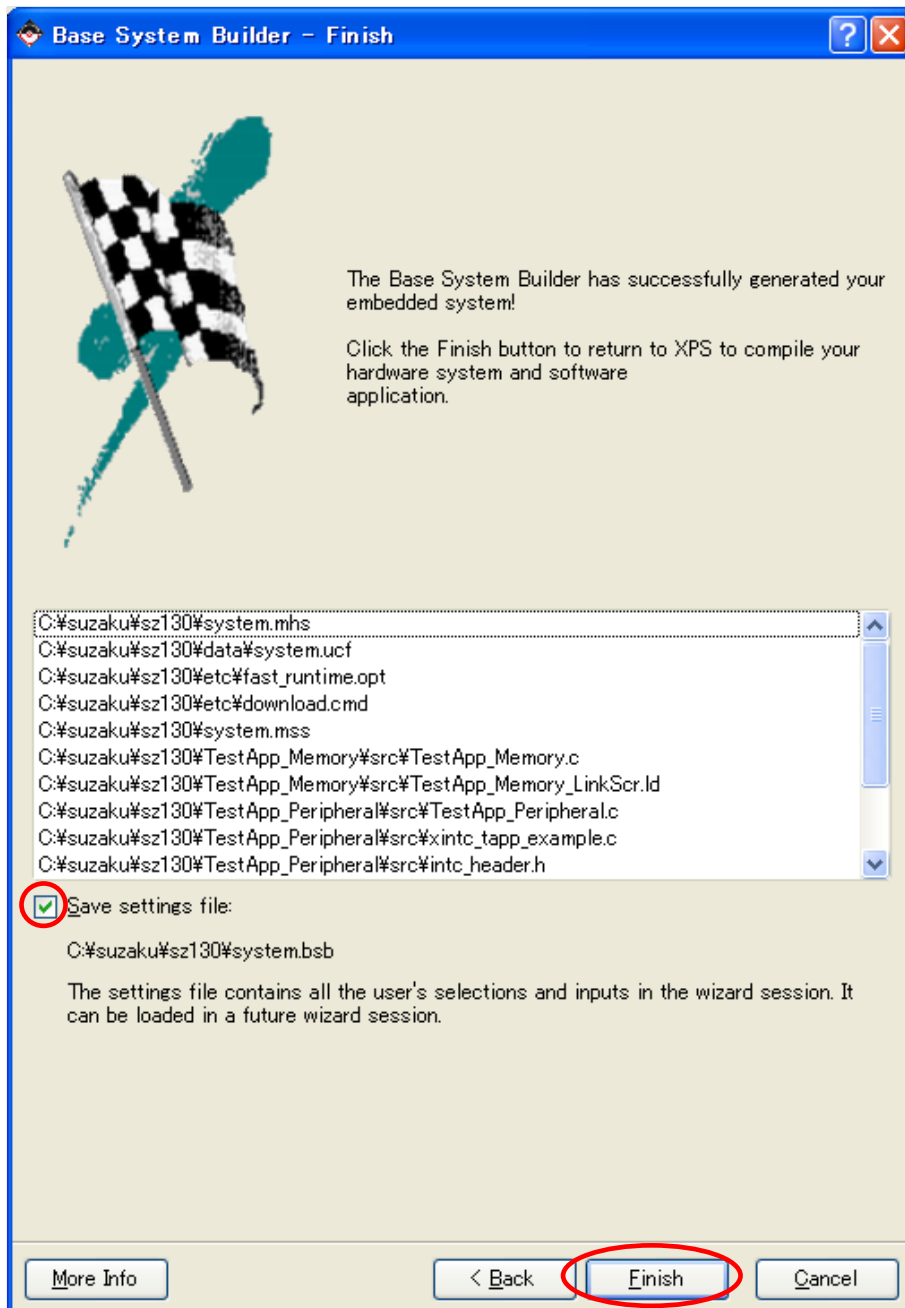 Base System Builder - Finish
The Base System Builder has successfully generated your
embedded system!
Click the Finish button to return to XPS to compile your
hardware system and software
application.
C:¥suzaku¥sz130¥system.mhs
C:¥suzaku¥sz130¥data¥system.ucf
C:¥suzaku¥sz130¥etc¥fast_runtime.opt
C:¥suzaku¥sz130¥etc¥download.cmd
C:¥suzaku¥sz130¥system.mss
C:¥suzaku¥sz130¥TestApp_Memory¥src¥TestApp_Memory.c
C:¥suzaku¥sz130¥TestApp_Memory¥src¥TestApp_Memory_LinkScr.ld
C:¥suzaku¥sz130¥TestApp_Peripheral¥src¥TestApp_Peripheral.c
C:¥suzaku¥sz130¥TestApp_Peripheral¥src¥xintc_tapp_example.c
C:¥suzaku¥sz130¥TestApp_Peripheral¥src¥intc_header.h
Save settings file:
C:¥suzaku¥sz130¥system.bsb
The settings file contains all the user's selections and inputs in the wizard session. It
can be loaded in a future wizard session.
More Info < Back Finish Cancel